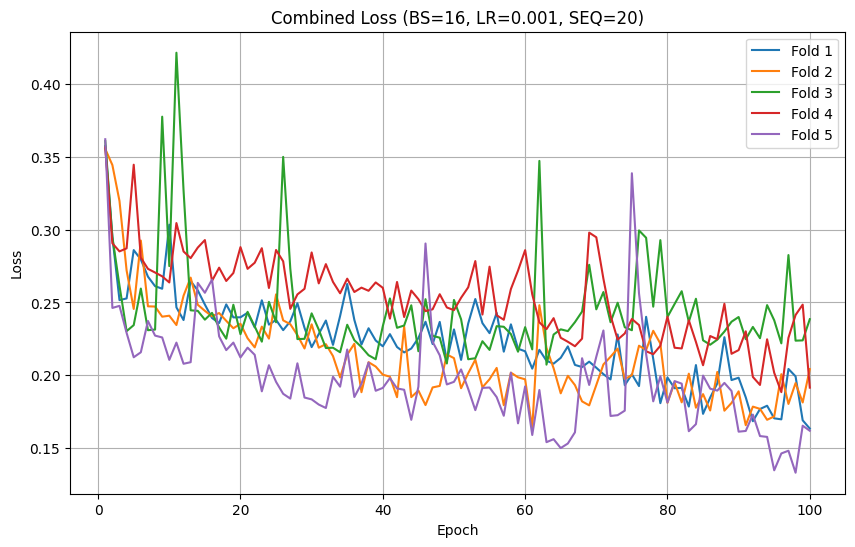 Combined Loss (BS=16, LR=0.001, SEQ=20)
Fold 1
Fold 2
Fold 3
Fold 4
Fold 5
Loss
0.40
0.35
0.30
0.25
0.20
0.15
0
20
40
60
80
100
Epoch